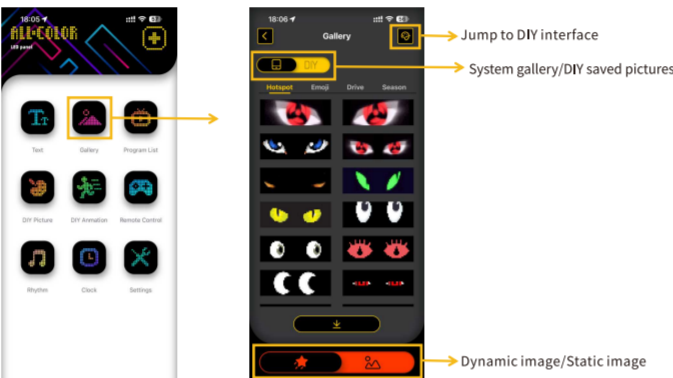 18:05
ALL-COLOR
LED panel
Text
Gallery
Program List
DIY Picture
DIY Animation
Remote Control
Rhythm
Clock
Settings
18:06
Gallery
DIY
Hotspot
Emoji
Drive
Season
Jump to DIY interface
System gallery/DIY saved pictures
Dynamic image/Static image